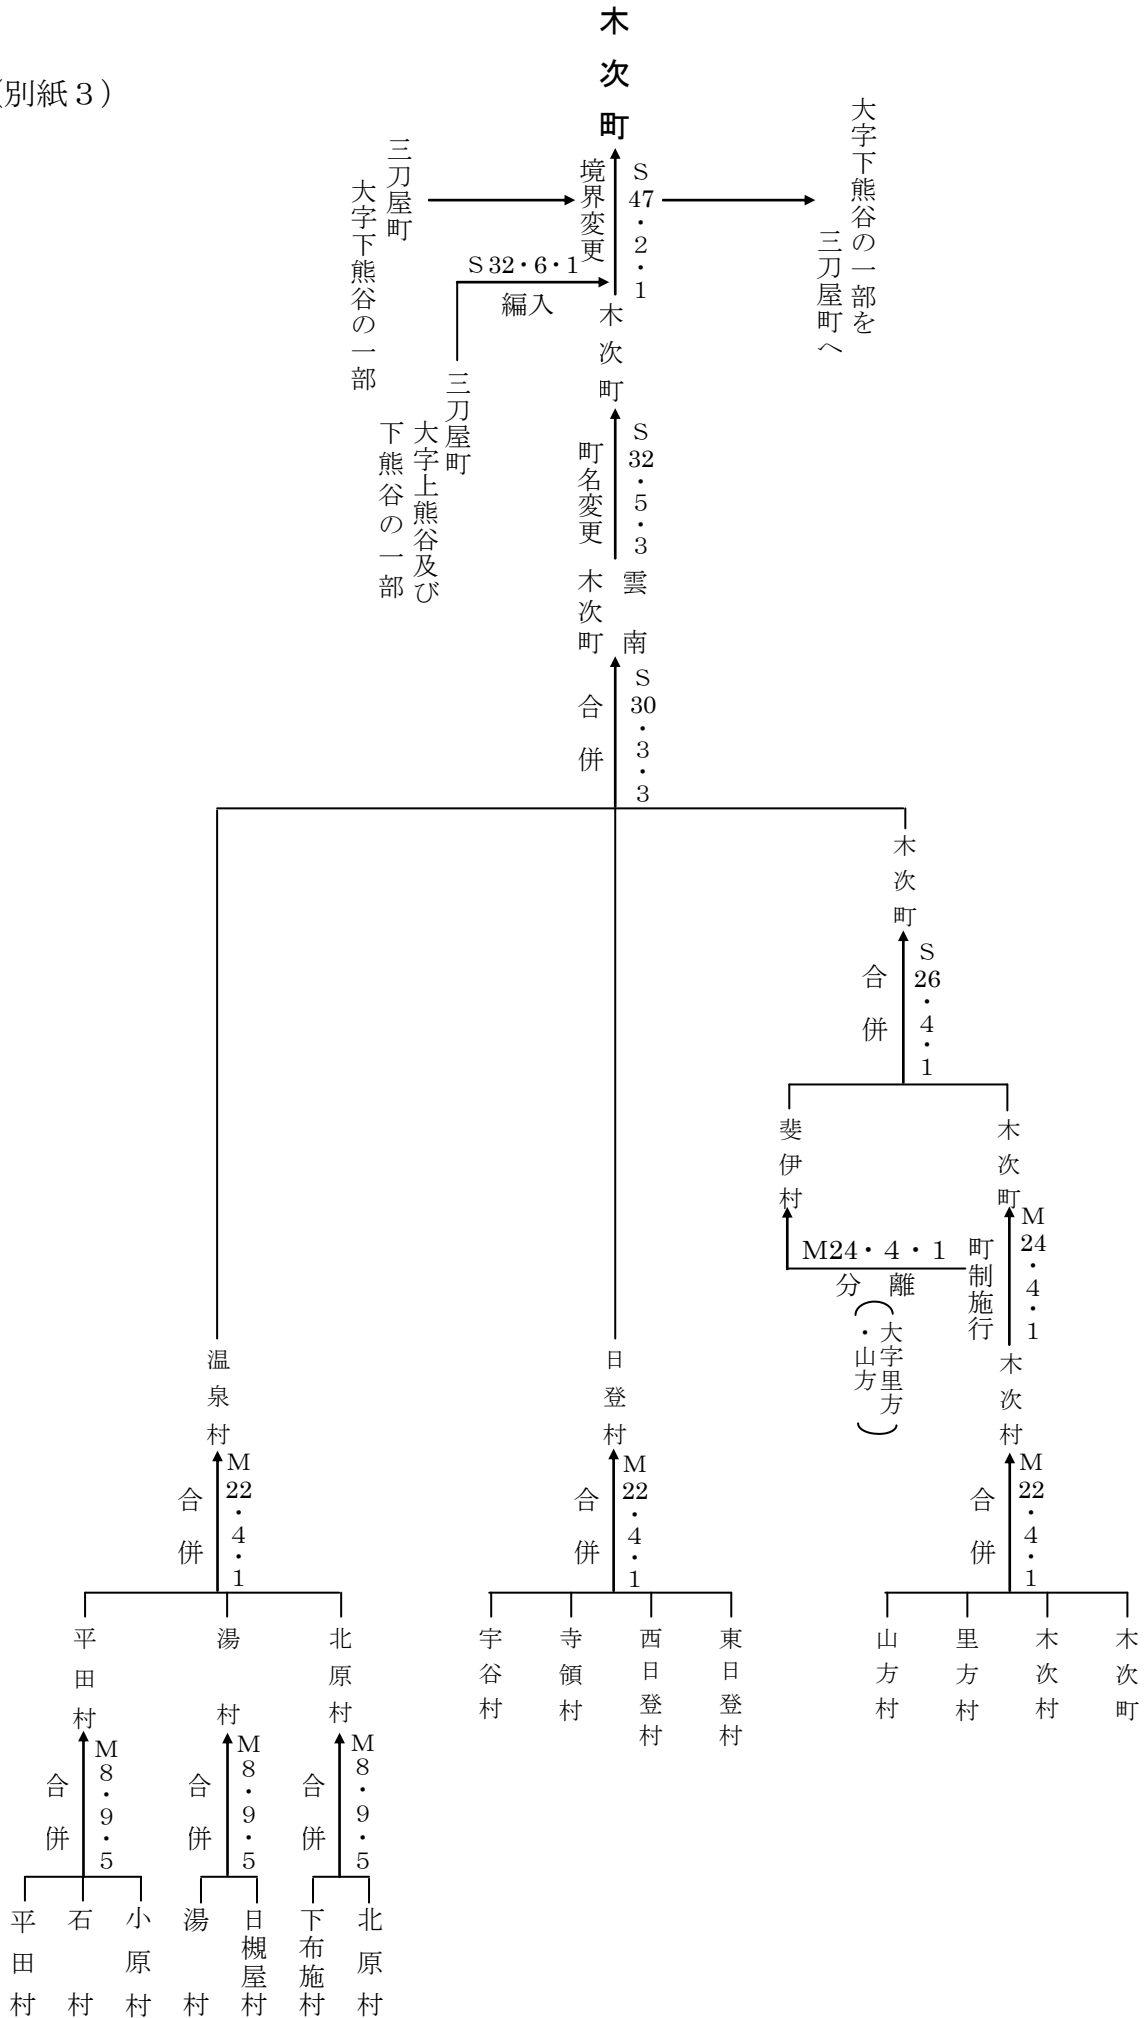 (別紙3)
木次町
境界変更
S47・2・1
三刀屋町
大字下熊谷の一部
大字下熊谷の一部を
三刀屋町へ
S32・6・1
編入
三刀屋町
大字上熊谷及び
下熊谷の一部
木次町
町名変更
S32・5・3
雲南
木次町
合併
S30・3・3
木次町
合併
S26・4・1
斐伊村
木次町
M24・4・1
分離
(大字里方
・山方)
町制施行
M24・4・1
温泉村
日登村
木次村
合併
M22・4・1
合併
M22・4・1
合併
M22・4・1
平田村
湯村
北原村
宇谷村
寺領村
西日登村
東日登村
山方村
里方村
木次村
木次町
合併
M8・9・5
合併
M8・9・5
合併
M8・9・5
平田村
石村
小原村
湯村
日槻屋村
下布施村
北原村